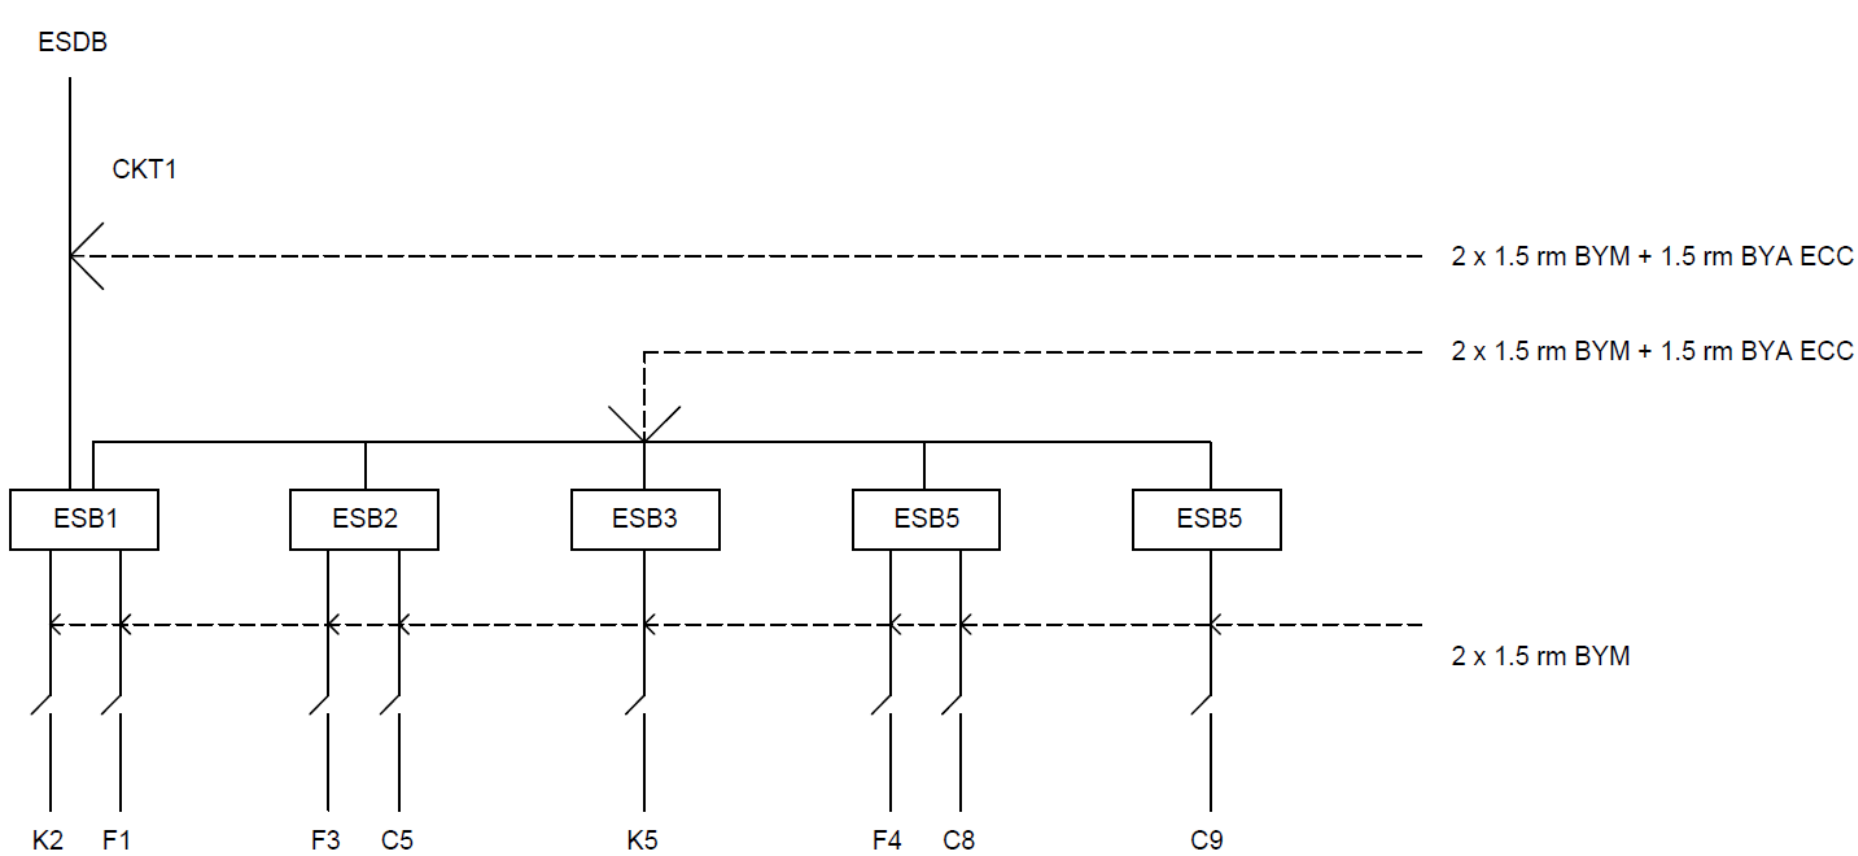 ESDB
CKT1
2 x 1.5 rm BYM + 1.5 rm BYA ECC
2 x 1.5 rm BYM + 1.5 rm BYA ECC
ESB1 ESB2 ESB3 ESB5 ESB5
2 x 1.5 rm BYM
K2 F1 F3 C5 K5 F4 C8 C9